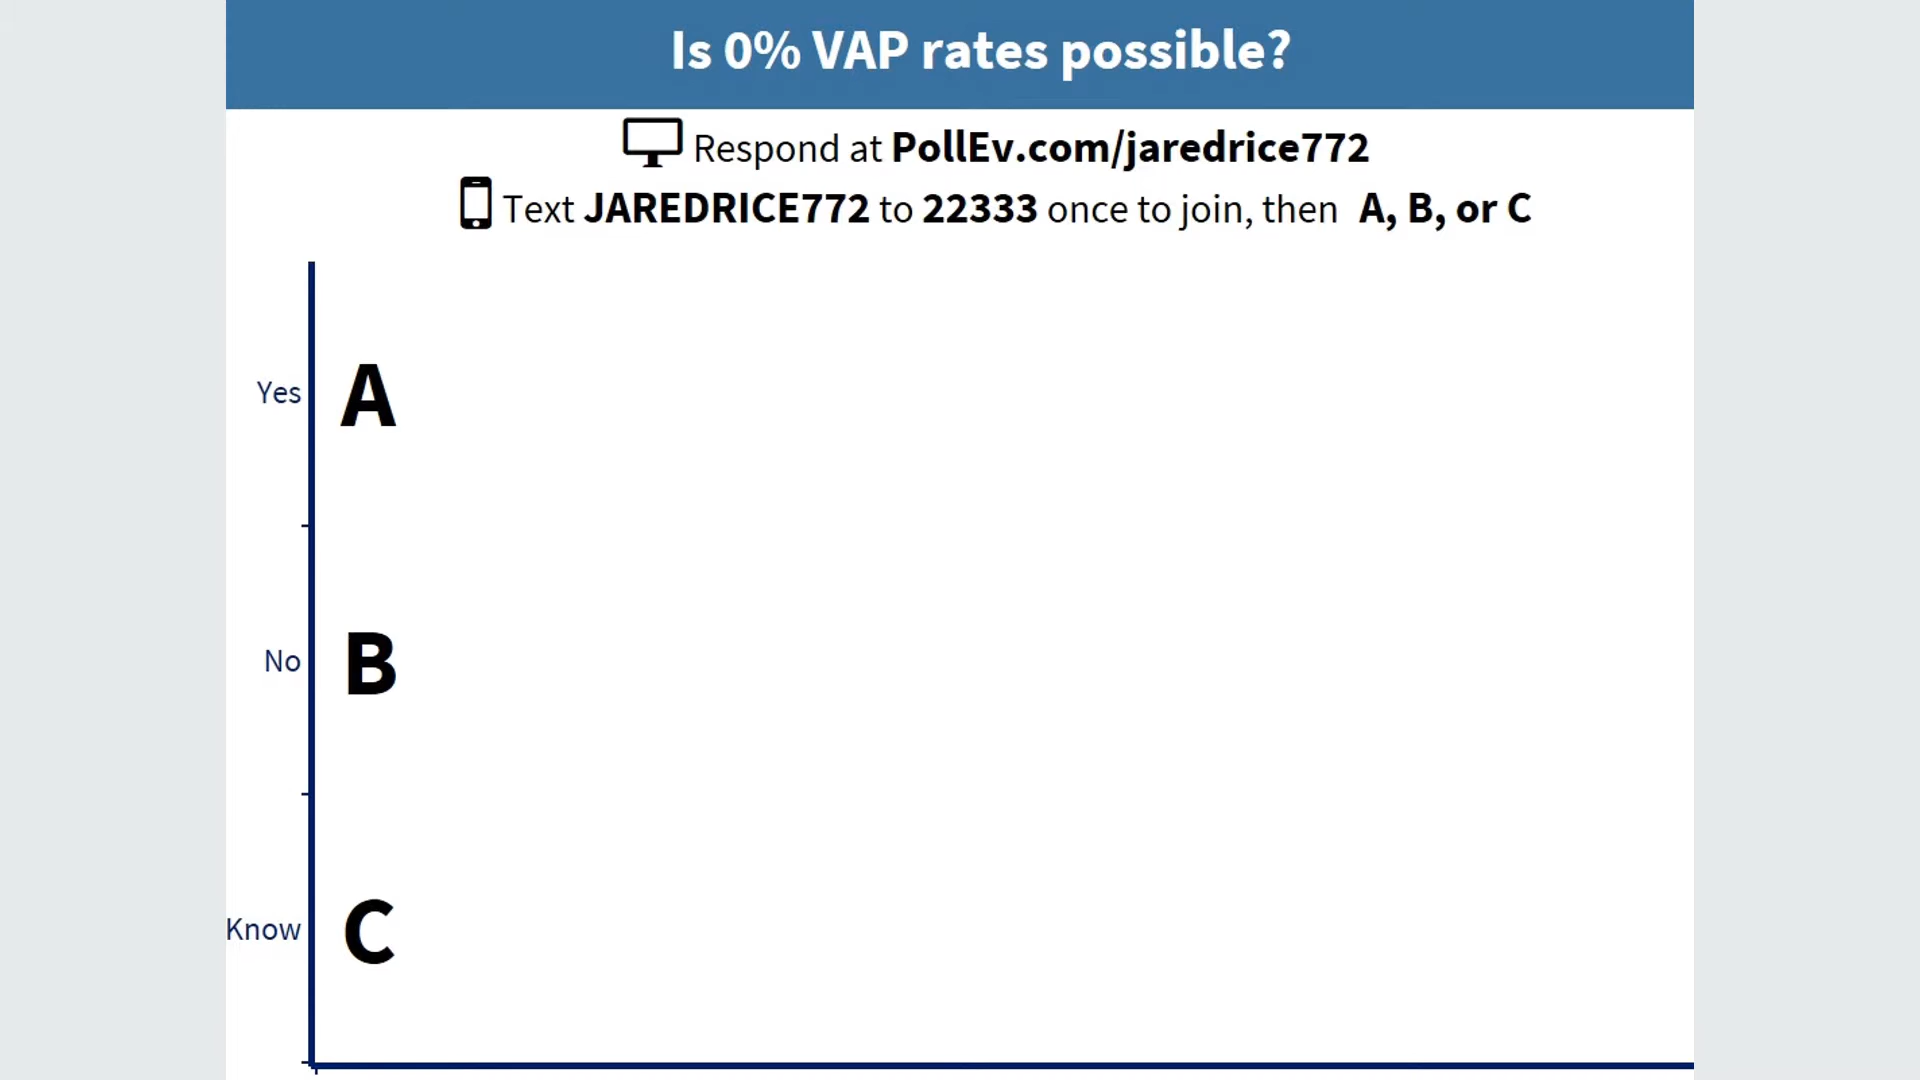 Is 0% VAP rates possible?
Respond at PollEv.com/jaredrice772
Text JAREDRICE772 to 22333 once to join, then A, B, or C
Yes A
No B
Know C